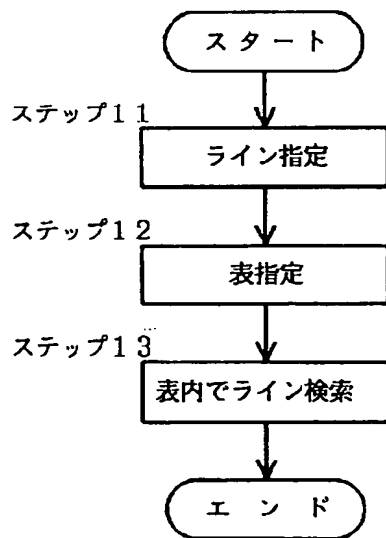 スタート
ステップ11
ライン指定
ステップ12
表指定
ステップ13
表内でライン検索
エンド